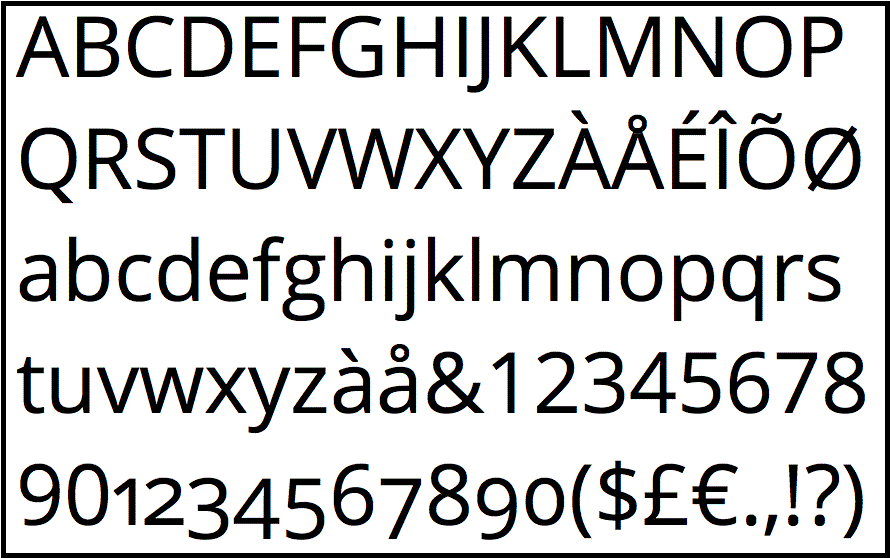 ABCDEFGHIJKLMNOP
QRSTUVWXYZÀÅÉÎÕØ
abcdefghijklmnopqrs
tuvwxyzàå&12345678
901234567890($£€.,!?)